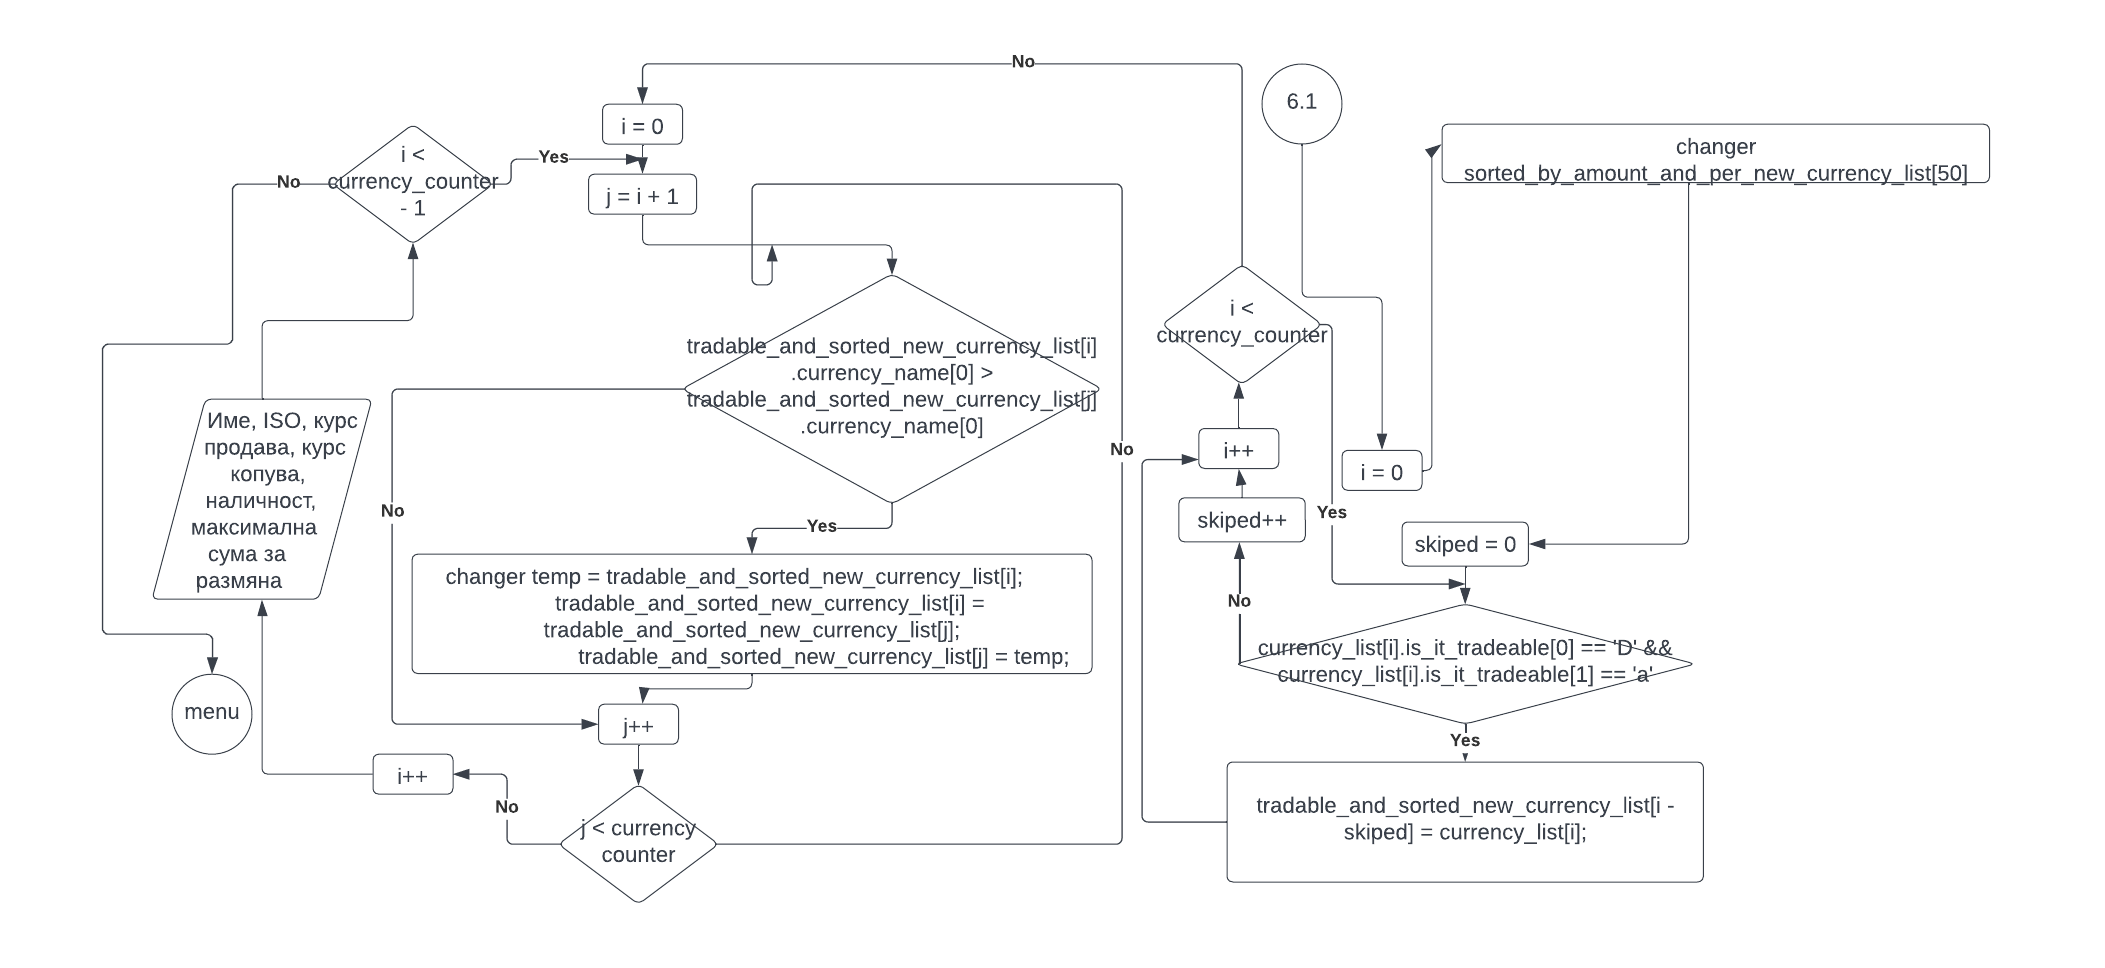 No
6.1
i = 0
changer
sorted_by_amount_and_per_new_currency_list[50]
i <
currency_counter
- 1
Yes
No
j = i + 1
i <
currency_counter
tradable_and_sorted_new_currency_list[i]
.currency_name[0] >
tradable_and_sorted_new_currency_list[j]
.currency_name[0]
Име, ISO, курс
продава, курс
копува,
наличност,
максимална
сума за
размяна
No
i++
i = 0
No
Yes
skiped++
Yes
skiped = 0
changer temp = tradable_and_sorted_new_currency_list[i];
tradable_and_sorted_new_currency_list[i] =
tradable_and_sorted_new_currency_list[j];
tradable_and_sorted_new_currency_list[j] = temp;
No
currency_list[i].is_it_tradeable[0] == 'D' &&
currency_list[i].is_it_tradeable[1] == 'a'
menu
j++
Yes
i++
No
tradable_and_sorted_new_currency_list[i -
skiped] = currency_list[i];
j < currency
counter